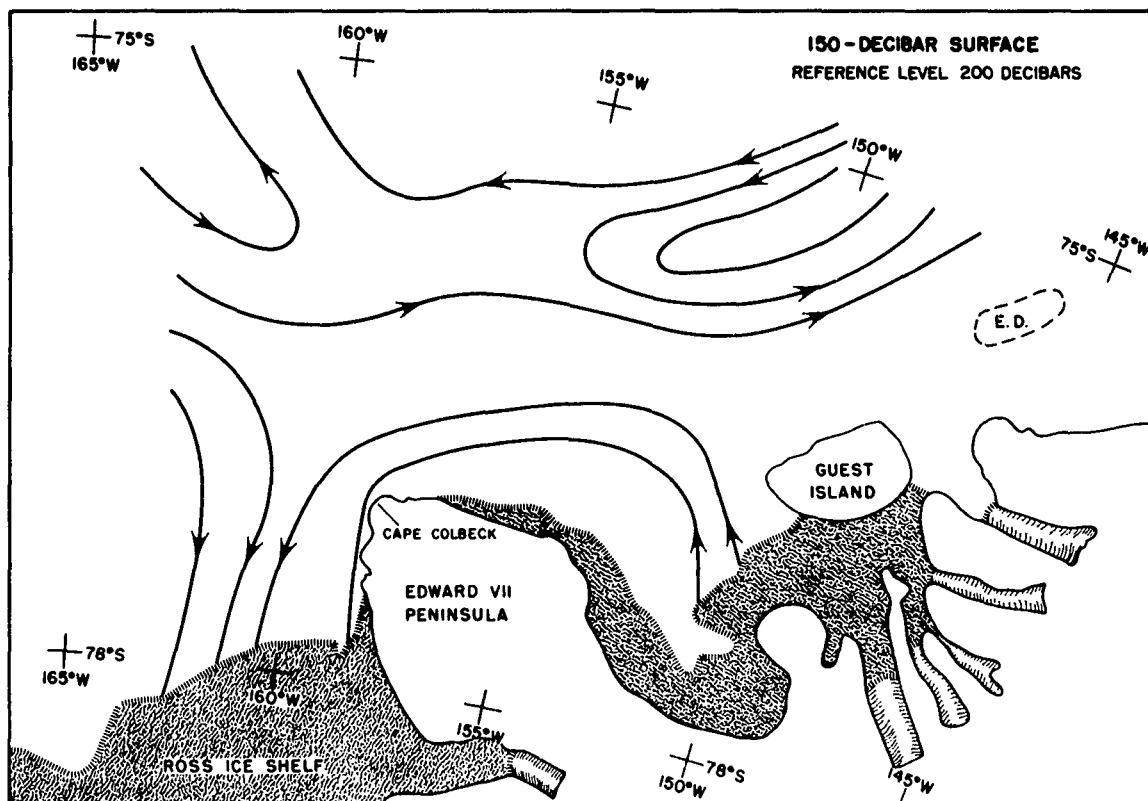 150-DECIBAR SURFACE
REFERENCE LEVEL 200 DECIBARS
75°S
165°W
160°W
155°W
150°W
145°W
75°S
E. D.
GUEST
ISLAND
CAPE COLBECK
EDWARD VII
PENINSULA
78°S
165°W
160°W
155°W
150°W
78°S
145°W
ROSS ICE SHELF